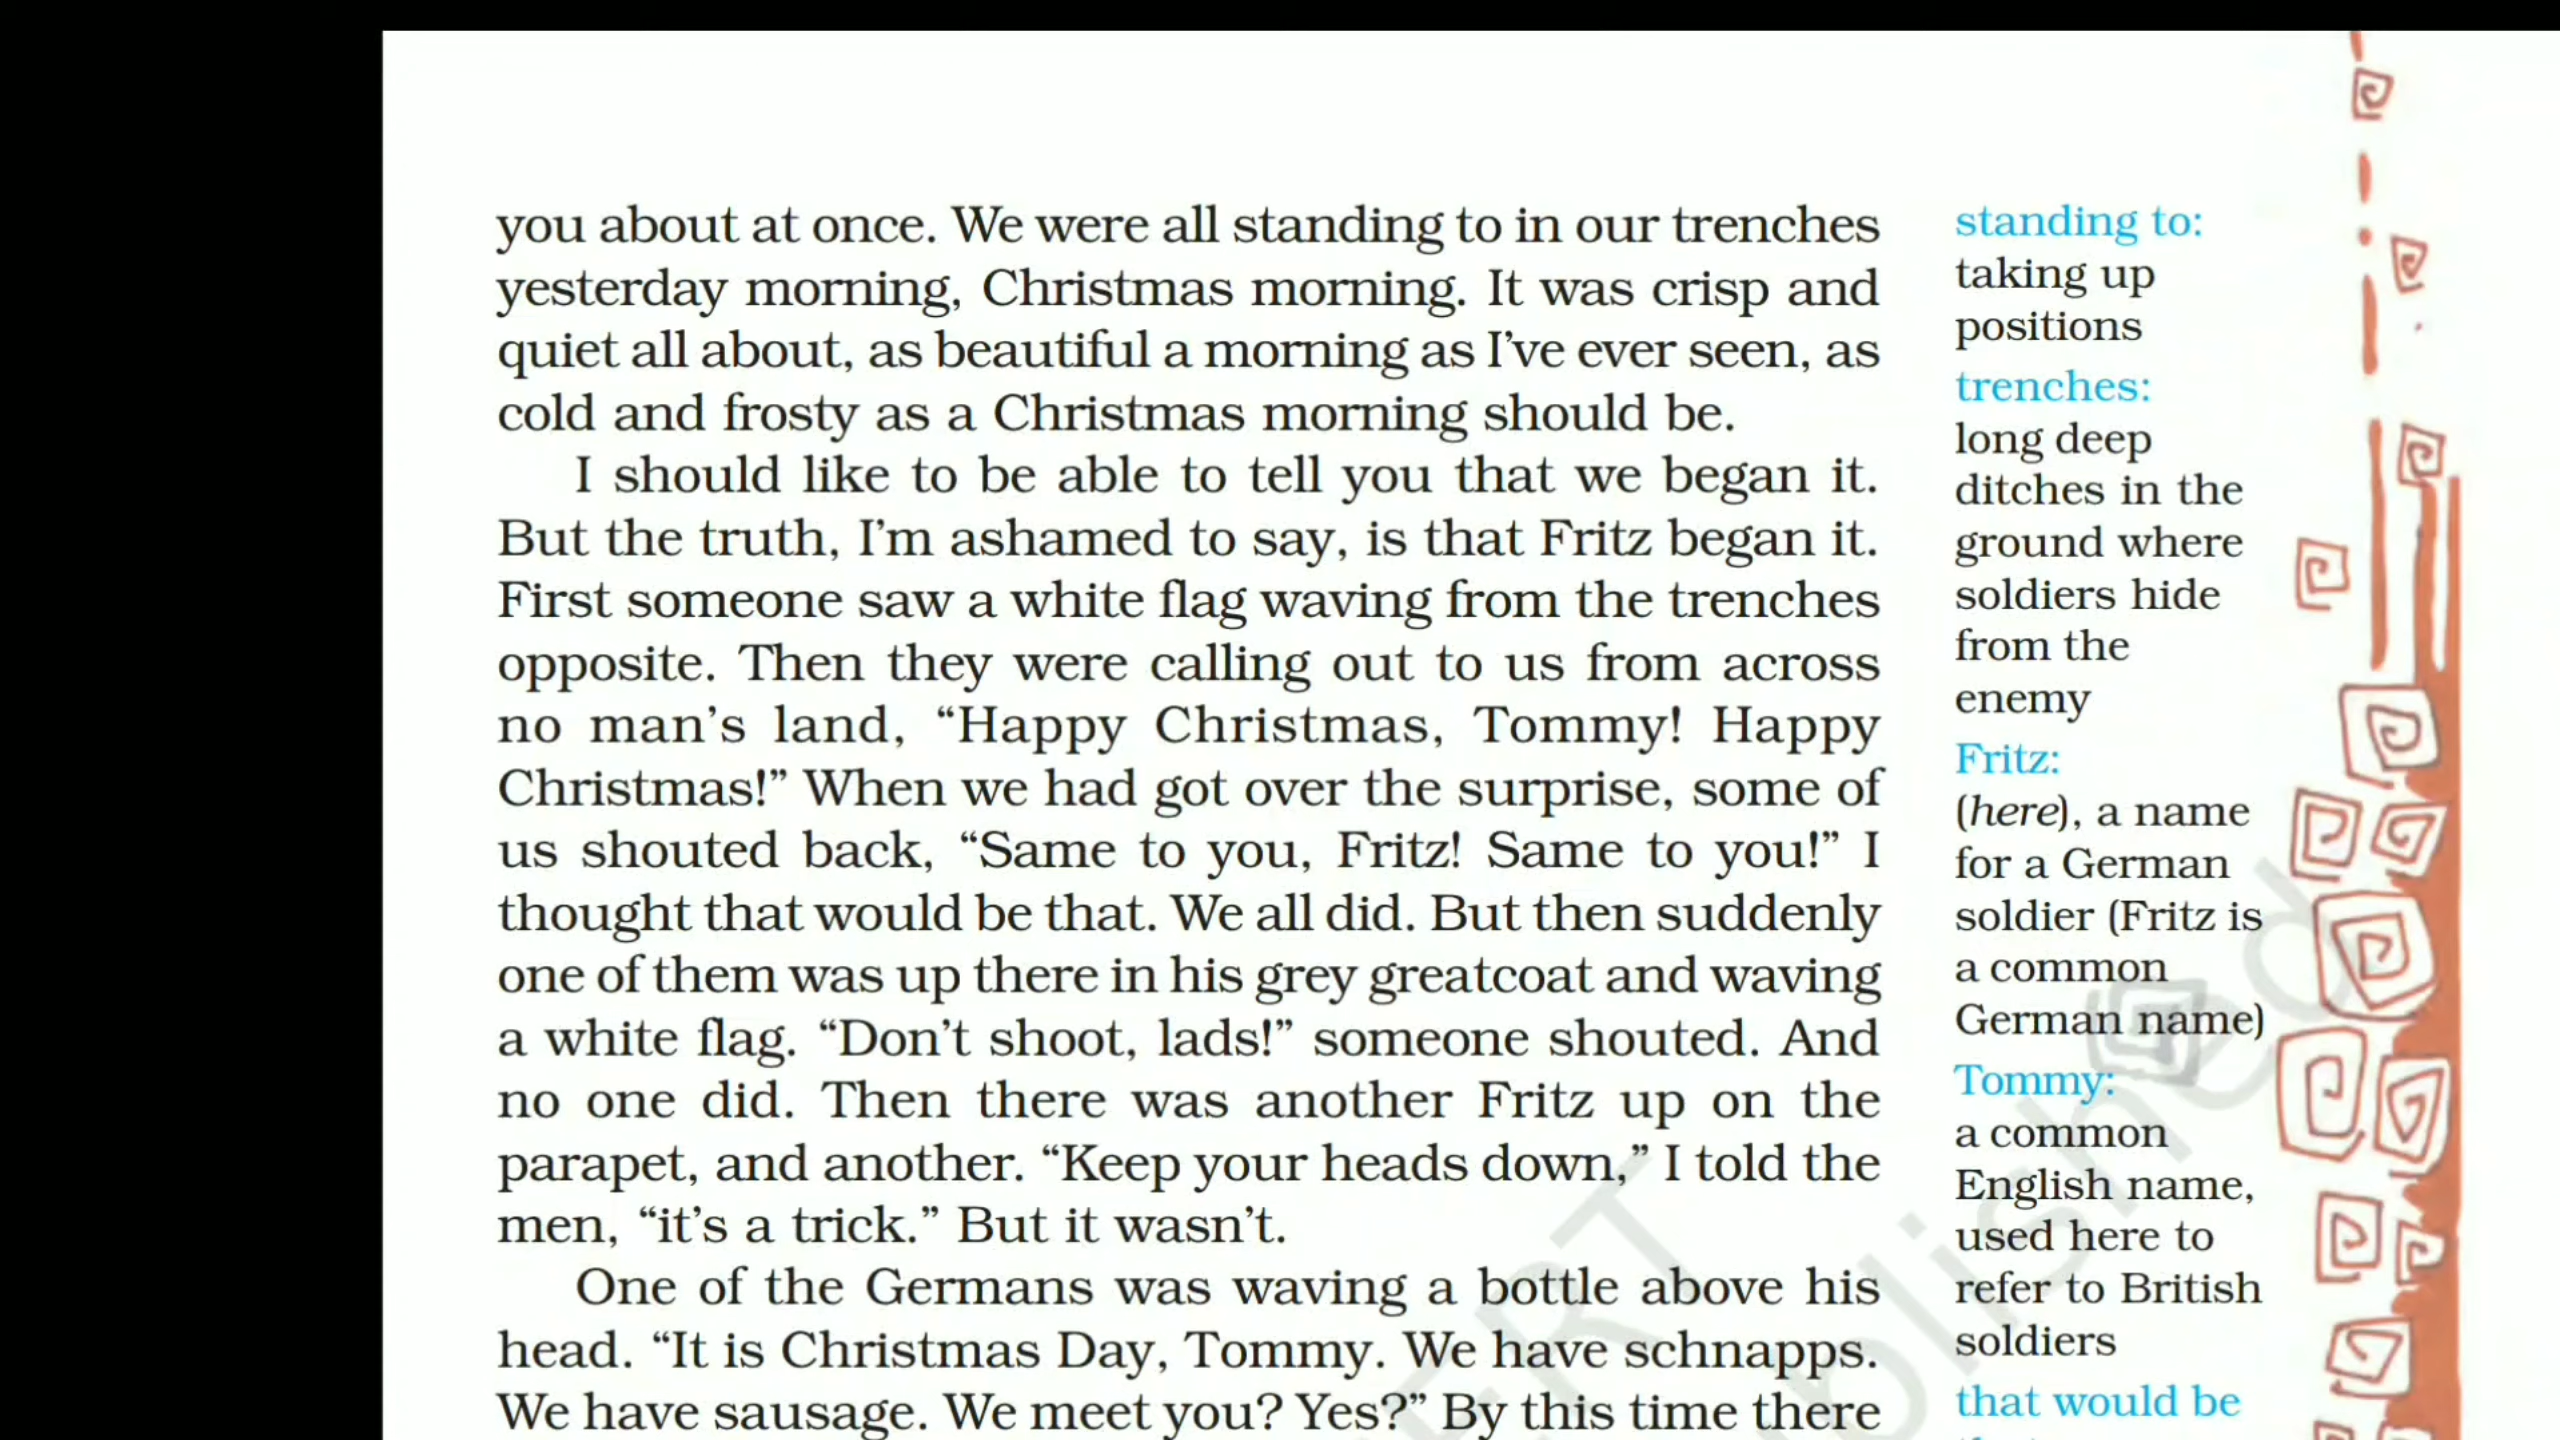 you about at once. We were all standing to in our trenches
yesterday morning, Christmas morning. It was crisp and
quiet all about, as beautiful a morning as I've ever seen, as
cold and frosty as a Christmas morning should be.
I should like to be able to tell you that we began it.
But the truth, I'm ashamed to say, is that Fritz began it.
First someone saw a white flag waving from the trenches
opposite. Then they were calling out to us from across
no man's land, “Happy Christmas, Tommy! Happy
Christmas!” When we had got over the surprise, some of
us shouted back, “Same to you, Fritz! Same to you!” I
thought that would be that. We all did. But then suddenly
one of them was up there in his grey greatcoat and waving
a white flag. “Don't shoot, lads!” someone shouted. And
no one did. Then there was another Fritz up on the
parapet, and another. “Keep your heads down,” I told the
men, “it's a trick.” But it wasn't.
One of the Germans was waving a bottle above his
head. “It is Christmas Day, Tommy. We have schnapps.
We have sausage. We meet you? Yes?” By this time there
standing to:
taking up
positions
trenches:
long deep
ditches in the
ground where
soldiers hide
from the
enemy
Fritz:
(here), a name
for a German
soldier (Fritz is
a common
German name)
Tommy:
a common
English name,
used here to
refer to British
soldiers
that would be